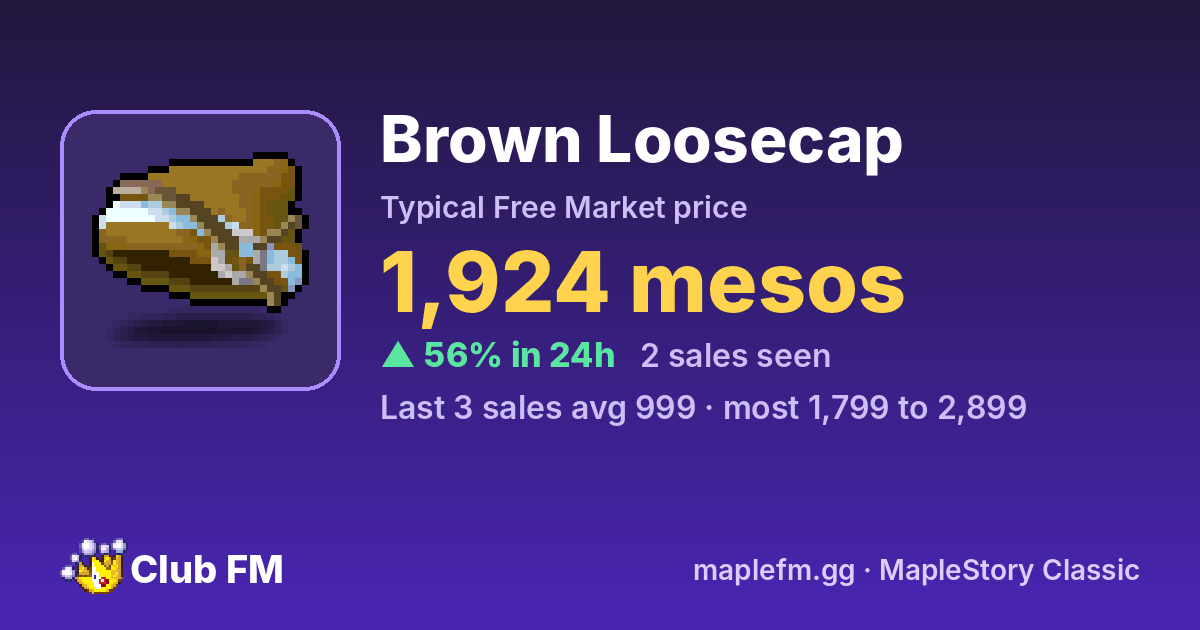 Brown Loosecap
Typical Free Market price
1,924 mesos
▲ 56% in 24h 2 sales seen
Last 3 sales avg 999 · most 1,799 to 2,899
Club FM
maplefm.gg · MapleStory Classic